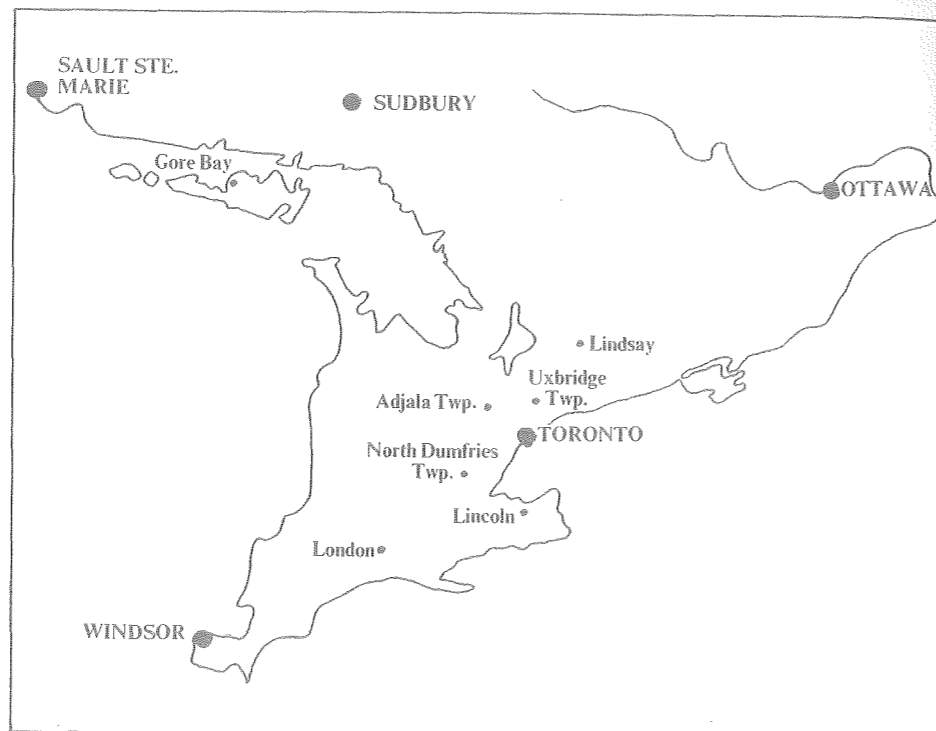 SAULT STE.
MARIE
SUDBURY
Gore Bay
OTTAWA
Lindsay
Uxbridge
Twp.
Adjala Twp.
TORONTO
North Dumfries
Twp.
Lincoln
London
WINDSOR